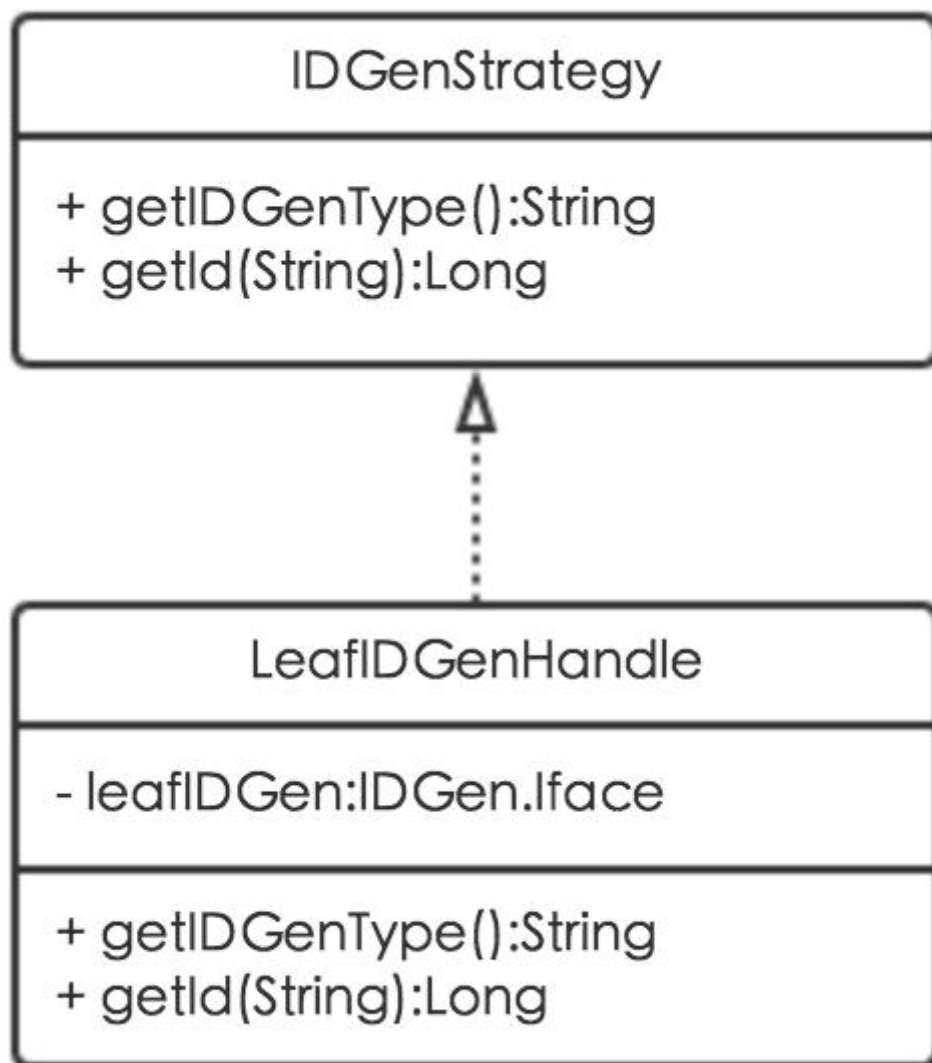 IDGenStrategy
+ getIDGenType():String
+ getId(String):Long
LeafIDGenHandle
- leafIDGen:IDGen.Iface
+ getIDGenType():String
+ getId(String):Long